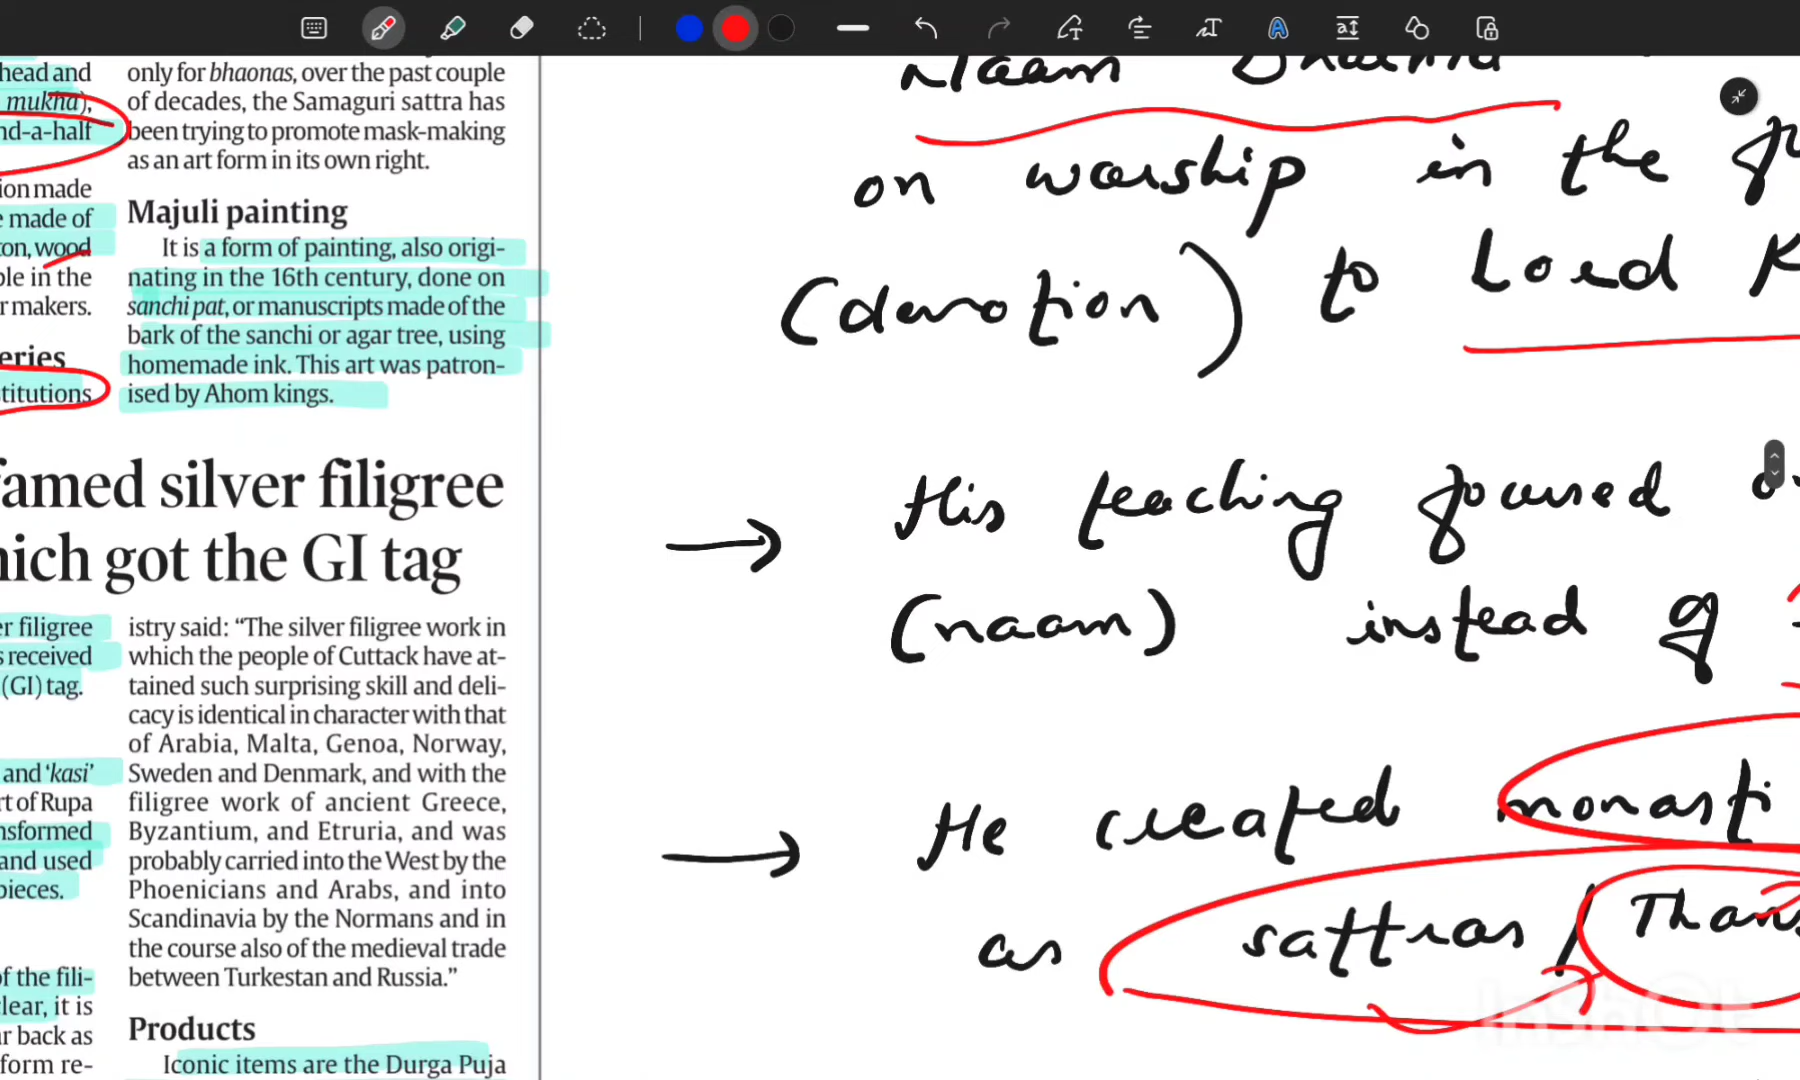 head and
mukha),
nd-a-half
ion made
e made of
ton, wood
ple in the
r makers.
eries
stitutions
only for bhaonas, over the past couple
of decades, the Samaguri sattra has
been trying to promote mask-making
as an art form in its own right.
Majuli painting
It is a form of painting, also origi-
nating in the 16th century, done on
sanchi pat, or manuscripts made of the
bark of the sanchi or agar tree, using
homemade ink. This art was patron-
ised by Ahom kings.
famed silver filigree
hich got the GI tag
er filigree
s received
(GI) tag.
and 'kasi'
rt of Rupa
nsformed
and used
pieces.
of the fili-
clear, it is
ar back as
form re-
istry said: “The silver filigree work in
which the people of Cuttack have at-
tained such surprising skill and deli-
cacy is identical in character with that
of Arabia, Malta, Genoa, Norway,
Sweden and Denmark, and with the
filigree work of ancient Greece,
Byzantium, and Etruria, and was
probably carried into the West by the
Phoenicians and Arabs, and into
Scandinavia by the Normans and in
the course also of the medieval trade
between Turkestan and Russia.”
Products
Iconic items are the Durga Puja
Naam
on worship in the
(devotion) to Lord K
→ His teaching focused o
(naam) instead of
→ He created monasti
as sattras / Thans
InShOt